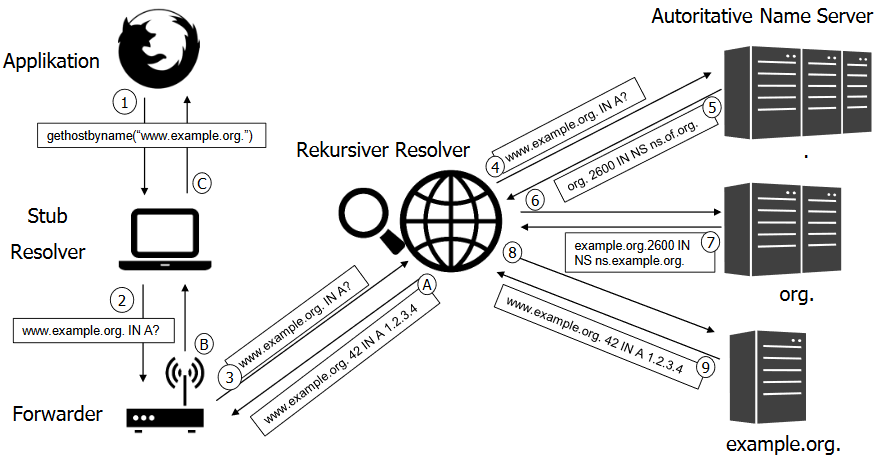 Autoritative Name Server
Applikation
1
gethostbyname("www.example.org.")
C
Stub
Resolver
2
www.example.org. IN A?
B
Forwarder
3
www.example.org. IN A?
www.example.org. 42 IN A 1.2.3.4
A
Rekursiver Resolver
4
www.example.org. IN A?
5
org. 2600 IN NS ns.of.org.
.
6
7
example.org.2600 IN
NS ns.example.org.
org.
8
www.example.org. 42 IN A 1.2.3.4
9
example.org.